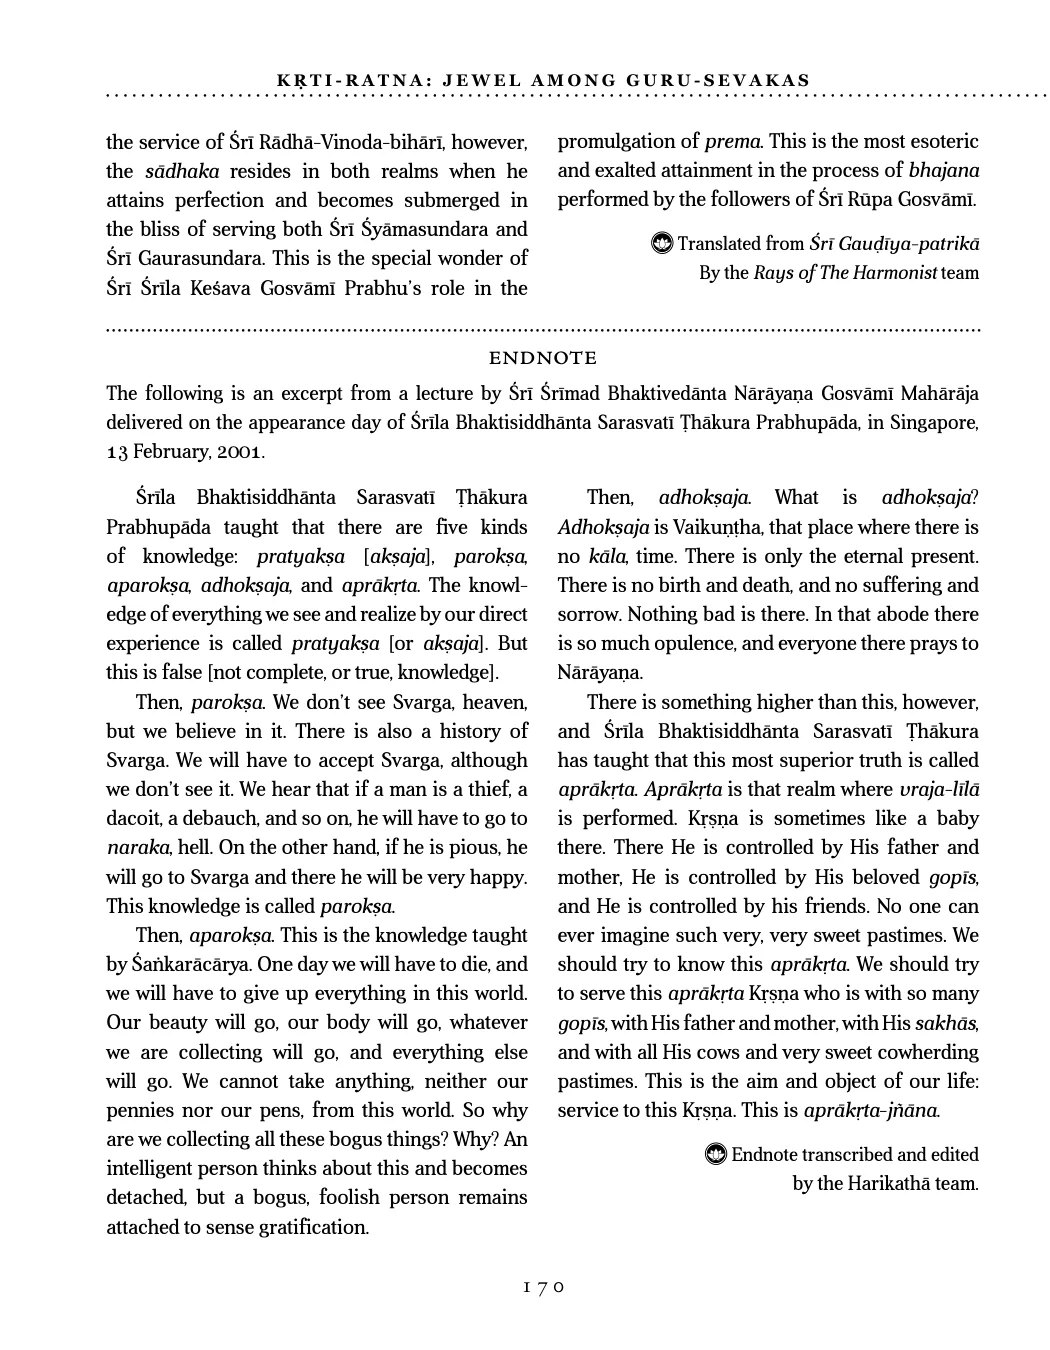 KṚTI-RATNA: JEWEL AMONG GURU-SEVAKAS
the service of Śrī Rādhā-Vinoda-bihārī, however,
the sādhaka resides in both realms when he
attains perfection and becomes submerged in
the bliss of serving both Śrī Śyāmasundara and
Śrī Gaurasundara. This is the special wonder of
Śrī Śrīla Keśava Gosvāmī Prabhu's role in the
promulgation of prema. This is the most esoteric
and exalted attainment in the process of bhajana
performed by the followers of Śrī Rūpa Gosvāmī.
Translated from Śrī Gauḍīya-patrikā
By the Rays of The Harmonist team
ENDNOTE
The following is an excerpt from a lecture by Śrī Śrīmad Bhaktivedānta Nārāyaṇa Gosvāmī Mahārāja
delivered on the appearance day of Śrīla Bhaktisiddhānta Sarasvatī Ṭhākura Prabhupāda, in Singapore,
13 February, 2001.
Śrīla Bhaktisiddhānta Sarasvatī Ṭhākura
Prabhupāda taught that there are five kinds
of knowledge: pratyakṣa [akṣaja], parokṣa,
aparokṣa, adhokṣaja, and aprākṛta. The knowl-
edge of everything we see and realize by our direct
experience is called pratyakṣa [or akṣaja]. But
this is false [not complete, or true, knowledge].
Then, parokṣa. We don't see Svarga, heaven,
but we believe in it. There is also a history of
Svarga. We will have to accept Svarga, although
we don't see it. We hear that if a man is a thief, a
dacoit, a debauch, and so on, he will have to go to
naraka, hell. On the other hand, if he is pious, he
will go to Svarga and there he will be very happy.
This knowledge is called parokṣa.
Then, aparokṣa. This is the knowledge taught
by Śaṅkarācārya. One day we will have to die, and
we will have to give up everything in this world.
Our beauty will go, our body will go, whatever
we are collecting will go, and everything else
will go. We cannot take anything, neither our
pennies nor our pens, from this world. So why
are we collecting all these bogus things? Why? An
intelligent person thinks about this and becomes
detached, but a bogus, foolish person remains
attached to sense gratification.
Then, adhokṣaja. What is adhokṣaja?
Adhokṣaja is Vaikuṇṭha, that place where there is
no kāla, time. There is only the eternal present.
There is no birth and death, and no suffering and
sorrow. Nothing bad is there. In that abode there
is so much opulence, and everyone there prays to
Nārāyaṇa.
There is something higher than this, however,
and Śrīla Bhaktisiddhānta Sarasvatī Ṭhākura
has taught that this most superior truth is called
aprākṛta. Aprākṛta is that realm where vraja-līlā
is performed. Kṛṣṇa is sometimes like a baby
there. There He is controlled by His father and
mother, He is controlled by His beloved gopīs,
and He is controlled by his friends. No one can
ever imagine such very, very sweet pastimes. We
should try to know this aprākṛta. We should try
to serve this aprākṛta Kṛṣṇa who is with so many
gopīs, with His father and mother, with His sakhās,
and with all His cows and very sweet cowherding
pastimes. This is the aim and object of our life:
service to this Kṛṣṇa. This is aprākṛta-jñāna.
Endnote transcribed and edited
by the Harikathā team.
170